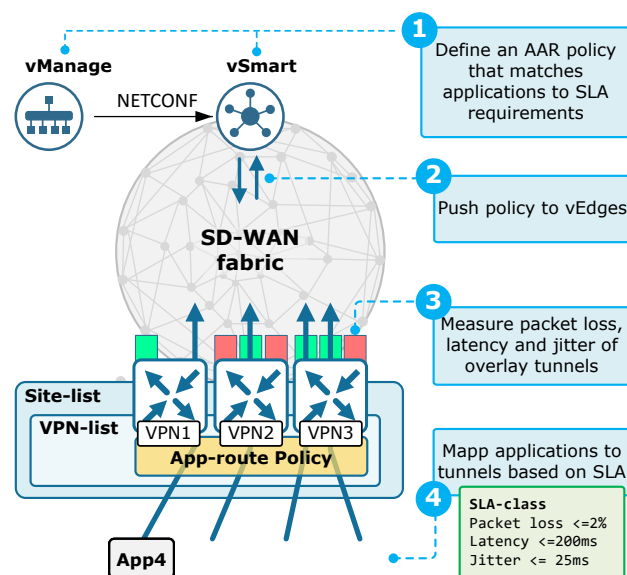 1
Define an AAR policy
that matches
applications to SLA
requirements
vManage
vSmart
NETCONF
2
Push policy to vEdges
SD-WAN
fabric
3
Measure packet loss,
latency and jitter of
overlay tunnels
Site-list
VPN-list
VPN1
VPN2
VPN3
App-route Policy
Mapp applications to
tunnels based on SLA
4
SLA-class
Packet loss <=2%
Latency <=200ms
Jitter <= 25ms
App4